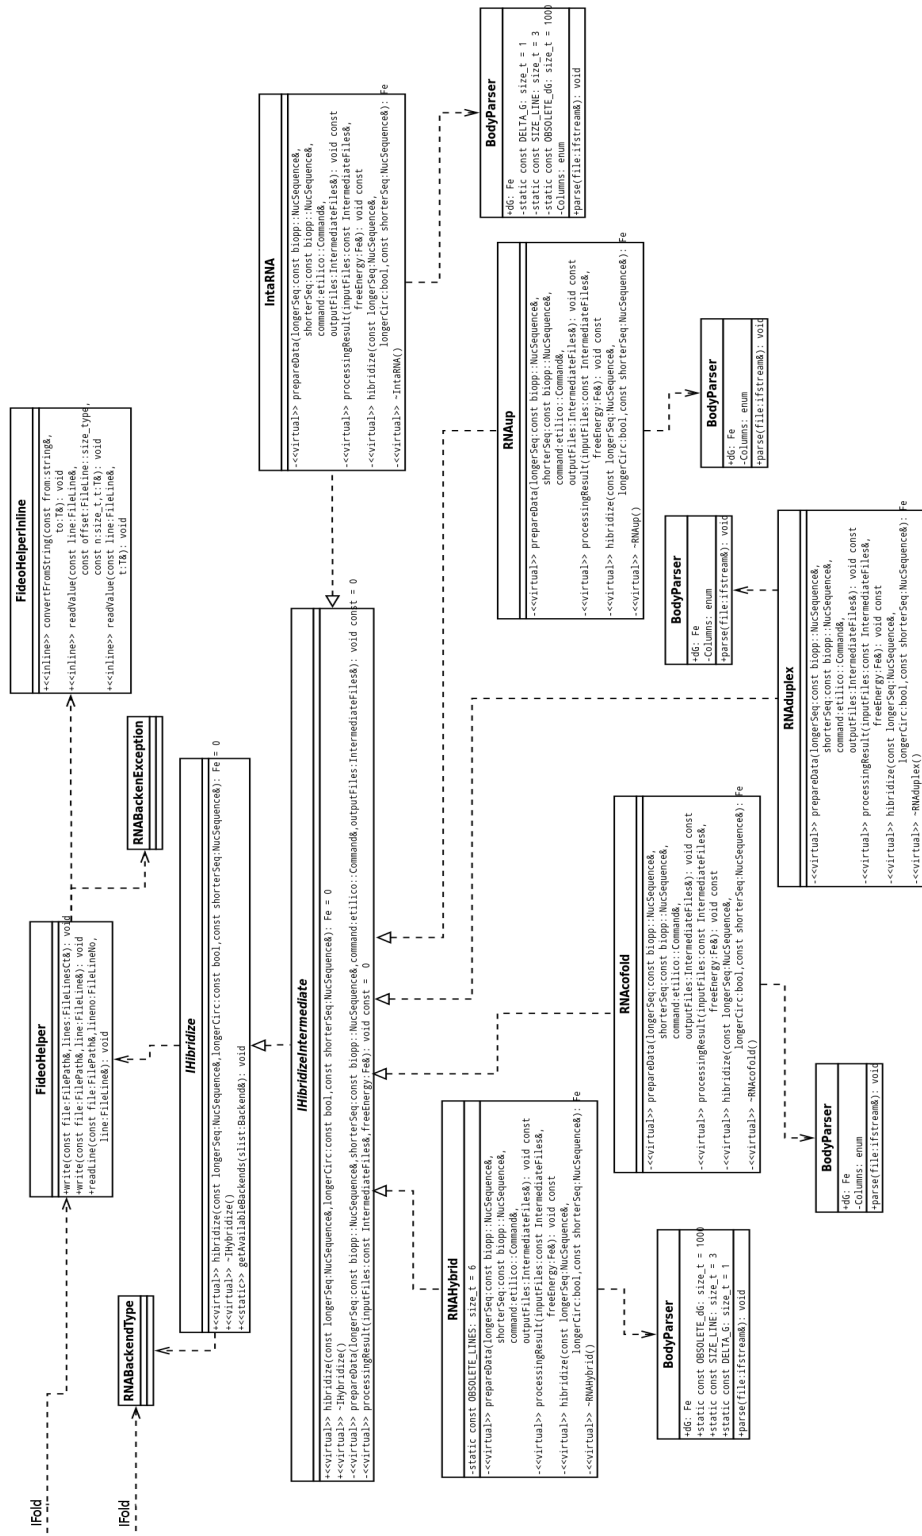 IFold
IFold
FideoHelper
+write(const file:FilePath&,lines:FileLinesCt&): void
+write(const file:FilePath&,line:FileLine&): void
+readLine(const file:FilePath&,lineno:FileLineNo,
line:FileLine&): void
FideoHelperInline
+<<inline>> convertFromString(const from:string&,
to:T&): void
+<<inline>> readValue(const line:FileLine&,
const offset:FileLine::size_type,
const n:size_t,t:T&): void
+<<inline>> readValue(const line:FileLine&,
t:T&): void
RNABackendType
RNABackenException
IHibridize
+<<virtual>> hibridize(const longerSeq:NucSequence&,longerCirc:const bool,const shorterSeq:NucSequence&): Fe = 0
+<<virtual>> ~IHybridize()
+<<static>> getAvailableBackends(slist:Backend&): void
IHibridizeIntermediate
+<<virtual>> hibridize(const longerSeq:NucSequence&,longerCirc:const bool,const shorterSeq:NucSequence&): Fe = 0
+<<virtual>> ~IHybridize()
-<<virtual>> prepareData(longerSeq:const biopp::NucSequence&,shorterSeq:const biopp::NucSequence&,command:etilico::Command&,outputFiles:IntermediateFiles&): void const = 0
-<<virtual>> processingResult(inputFiles:const IntermediateFiles&,freeEnergy:Fe&): void const = 0
IntaRNA
-<<virtual>> prepareData(longerSeq:const biopp::NucSequence&,
shorterSeq:const biopp::NucSequence&,
command:etilico::Command&,
outputFiles:IntermediateFiles&): void const
-<<virtual>> processingResult(inputFiles:const IntermediateFiles&,
freeEnergy:Fe&): void const
-<<virtual>> hibridize(const longerSeq:NucSequence&,
longerCirc:bool,const shorterSeq:NucSequence&): Fe
-<<virtual>> ~IntaRNA()
BodyParser
+dG: Fe
-static const DELTA_G: size_t = 1
-static const SIZE_LINE: size_t = 3
-static const OBSOLETE_dG: size_t = 1000
-Columns: enum
+parse(file:ifstream&): void
RNAHybrid
-static const OBSOLETE_LINES: size_t = 6
-<<virtual>> prepareData(longerSeq:const biopp::NucSequence&,
shorterSeq:const biopp::NucSequence&,
command:etilico::Command&,
outputFiles:IntermediateFiles&): void const
-<<virtual>> processingResult(inputFiles:const IntermediateFiles&,
freeEnergy:Fe&): void const
-<<virtual>> hibridize(const longerSeq:NucSequence&,
longerCirc:bool,const shorterSeq:NucSequence&): Fe
-<<virtual>> ~RNAHybrid()
RNAup
-<<virtual>> prepareData(longerSeq:const biopp::NucSequence&,
shorterSeq:const biopp::NucSequence&,
command:etilico::Command&,
outputFiles:IntermediateFiles&): void const
-<<virtual>> processingResult(inputFiles:const IntermediateFiles&,
freeEnergy:Fe&): void const
-<<virtual>> hibridize(const longerSeq:NucSequence&,
longerCirc:bool,const shorterSeq:NucSequence&): Fe
-<<virtual>> ~RNAup()
RNAcofold
-<<virtual>> prepareData(longerSeq:const biopp::NucSequence&,
shorterSeq:const biopp::NucSequence&,
command:etilico::Command&,
outputFiles:IntermediateFiles&): void const
-<<virtual>> processingResult(inputFiles:const IntermediateFiles&,
freeEnergy:Fe&): void const
-<<virtual>> hibridize(const longerSeq:NucSequence&,
longerCirc:bool,const shorterSeq:NucSequence&): Fe
-<<virtual>> ~RNAcofold()
BodyParser
+dG: Fe
+static const OBSOLETE_dG: size_t = 1000
+static const SIZE_LINE: size_t = 3
+static const DELTA_G: size_t = 1
+parse(file:ifstream&): void
BodyParser
+dG: Fe
-Columns: enum
+parse(file:ifstream&): void
BodyParser
+dG: Fe
-Columns: enum
+parse(file:ifstream&): void
RNAduplex
-<<virtual>> prepareData(longerSeq:const biopp::NucSequence&,
shorterSeq:const biopp::NucSequence&,
command:etilico::Command&,
outputFiles:IntermediateFiles&): void const
-<<virtual>> processingResult(inputFiles:const IntermediateFiles&,
freeEnergy:Fe&): void const
-<<virtual>> hibridize(const longerSeq:NucSequence&,
longerCirc:bool,const shorterSeq:NucSequence&): Fe
-<<virtual>> ~RNAduplex()
BodyParser
+dG: Fe
-Columns: enum
+parse(file:ifstream&): void